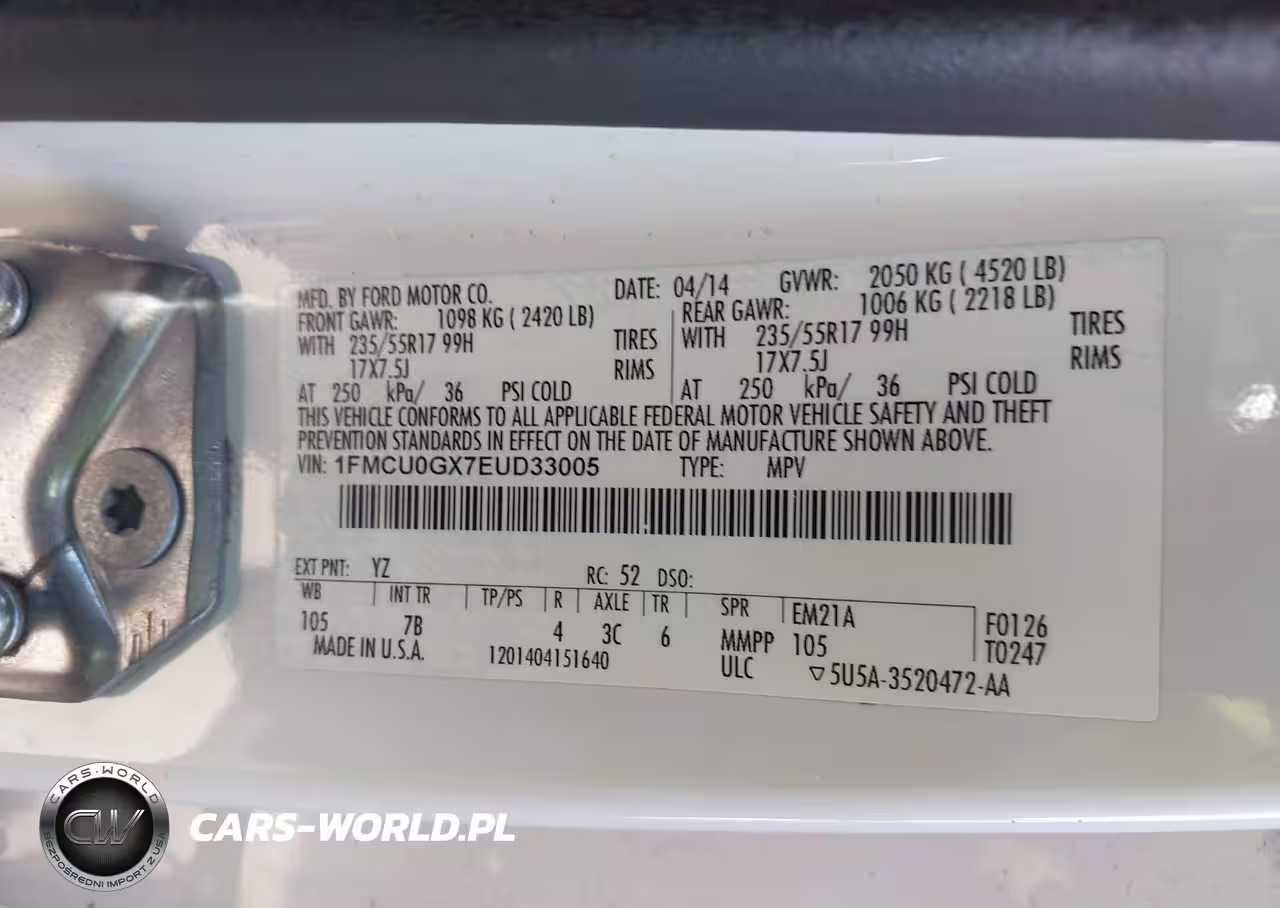 MFD. BY FORD MOTOR CO. DATE: 04/14 GVWR: 2050 KG ( 4520 LB)
FRONT GAWR: 1098 KG ( 2420 LB) REAR GAWR: 1006 KG ( 2218 LB)
WITH 235/55R17 99H TIRES WITH 235/55R17 99H TIRES
17X7.5J RIMS 17X7.5J RIMS
AT 250 kPa/ 36 PSI COLD AT 250 kPa/ 36 PSI COLD
THIS VEHICLE CONFORMS TO ALL APPLICABLE FEDERAL MOTOR VEHICLE SAFETY AND THEFT
PREVENTION STANDARDS IN EFFECT ON THE DATE OF MANUFACTURE SHOWN ABOVE.
VIN: 1FMCU0GX7EUD33005 TYPE: MPV
EXT PNT: YZ RC: 52 DSO:
WB INT TR TP/PS R AXLE TR SPR EM21A F0126
105 7B 4 3C 6 MMPP 105 T0247
MADE IN U.S.A. 1201404151640 ULC ▽5U5A-3520472-AA
CARS-WORLD
CW
BEZPOŚREDNI IMPORT Z USA
CARS-WORLD.PL